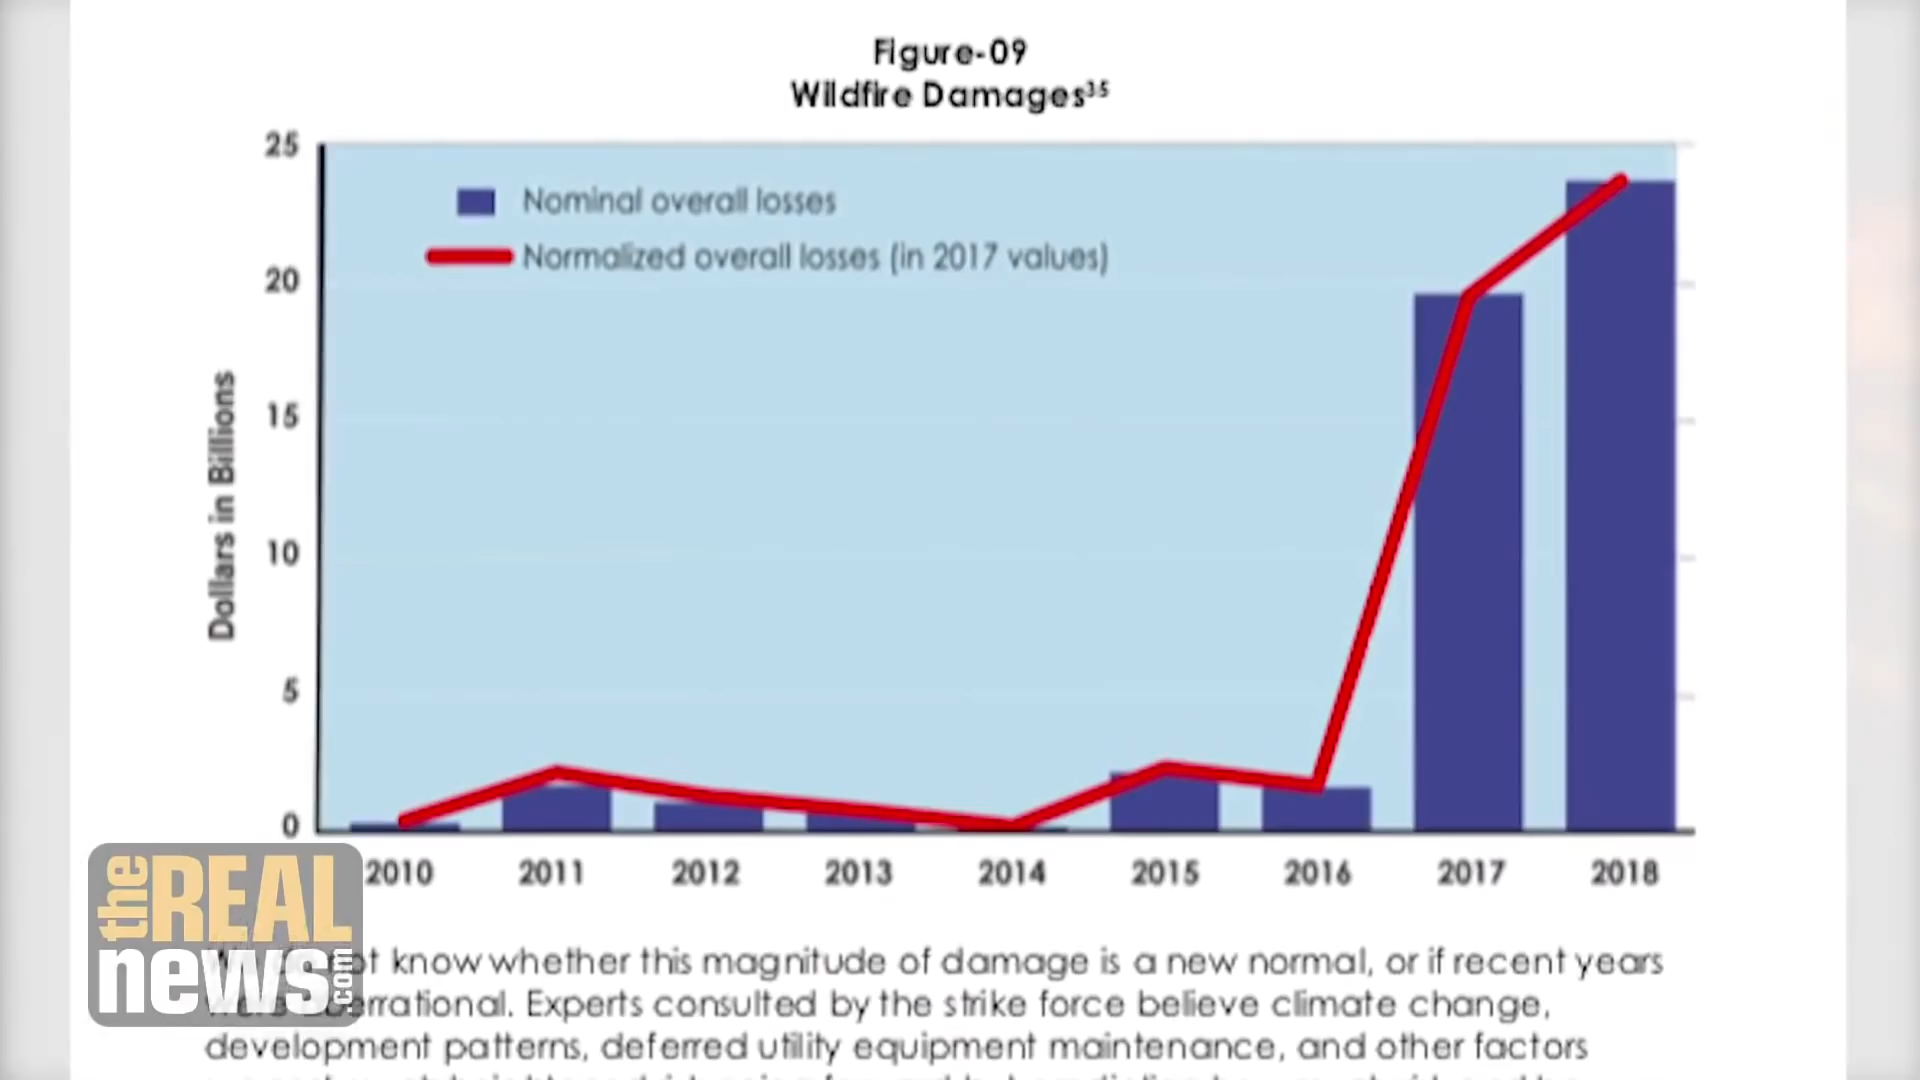 Figure-09
Wildfire Damages³⁵
25
20
15
10
5
0
Dollars in Billions
Nominal overall losses
Normalized overall losses (in 2017 values)
2010 2011 2012 2013 2014 2015 2016 2017 2018
the REAL
news.com
know whether this magnitude of damage is a new normal, or if recent years
Experts consulted by the strike force believe climate change,
development patterns, deferred utility equipment maintenance, and other factors